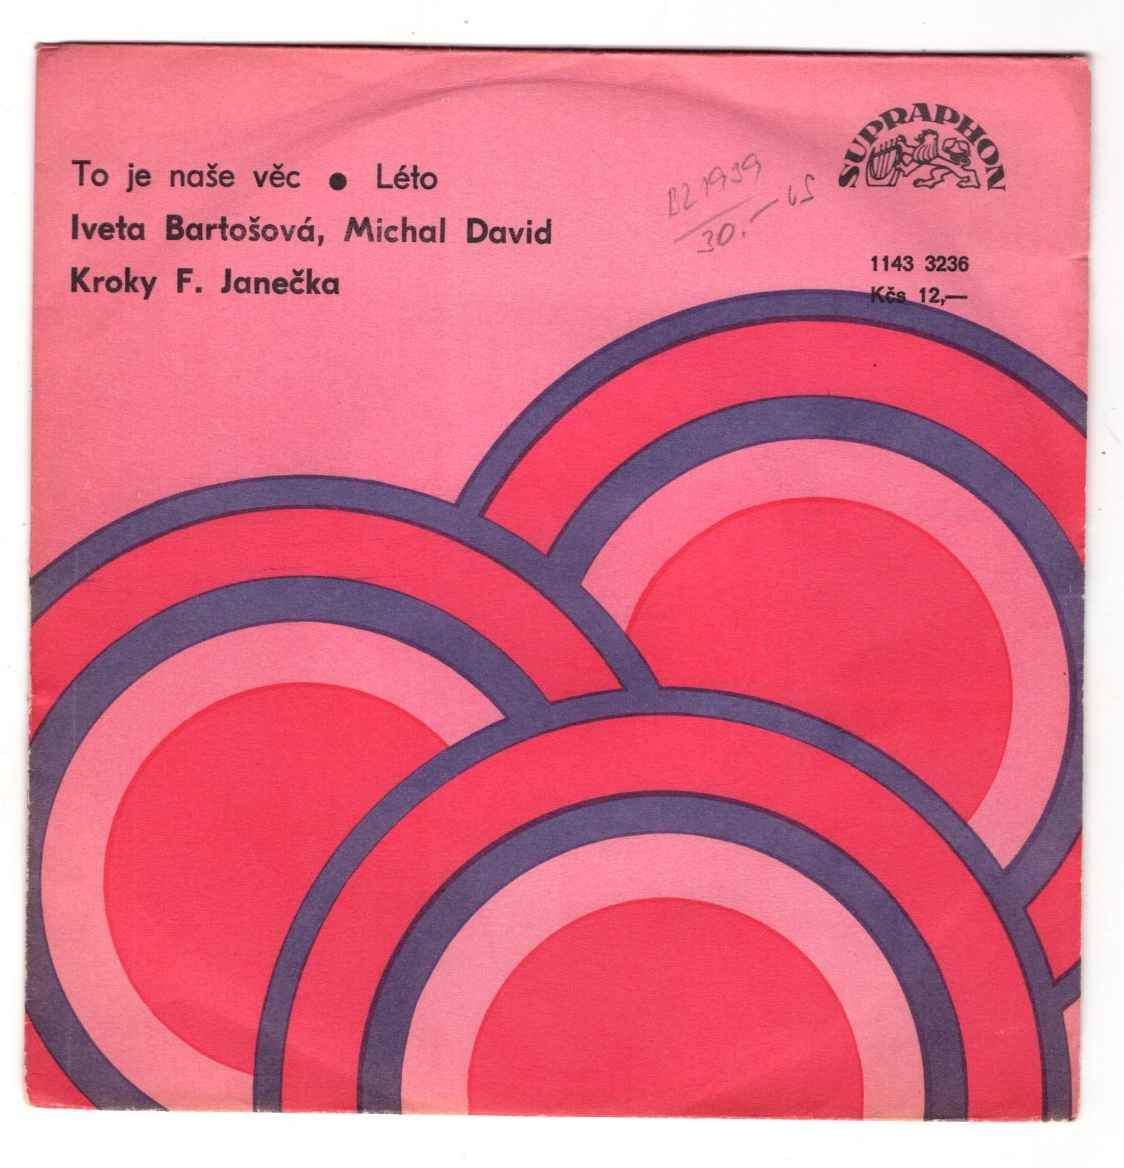 SUPRAPHON
To je naše věc ● Léto
Iveta Bartošová, Michal David
Kroky F. Janečka
1143 3236
Kčs 12,—
30.—